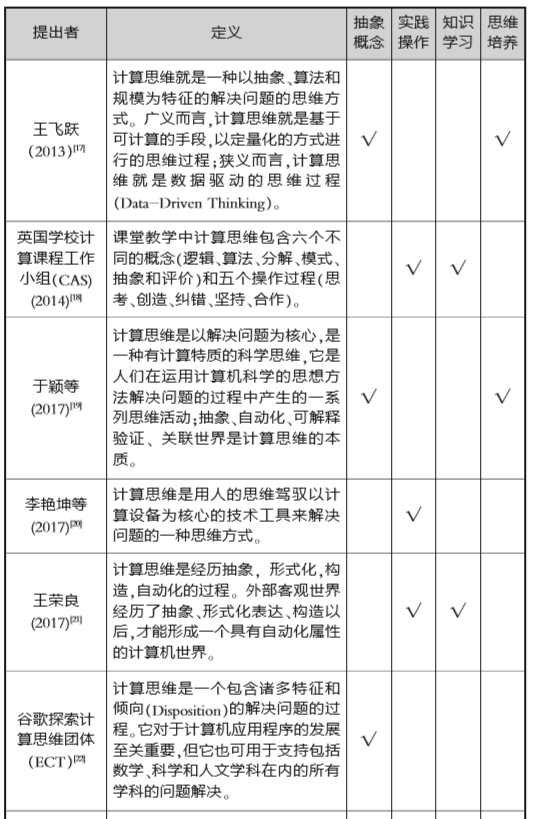 提出者 定义 抽象 实践 知识 思维
概念 操作 学习 培养
王飞跃
(2013)[17]
计算思维就是一种以抽象、算法和
规模为特征的解决问题的思维方
式。广义而言,计算思维就是基于
可计算的手段,以定量化的方式进
行的思维过程;狭义而言,计算思
维就是数据驱动的思维过程
(Data-Driven Thinking)。
√ √
英国学校计
算课程工作
小组(CAS)
(2014)[18]
课堂教学中计算思维包含六个不
同的概念(逻辑、算法、分解、模式、
抽象和评价)和五个操作过程(思
考、创造、纠错、坚持、合作)。
√ √
于颖等
(2017)[19]
计算思维是以解决问题为核心,是
一种有计算特质的科学思维,它是
人们在运用计算机科学的思想方
法解决问题的过程中产生的一系
列思维活动;抽象、自动化、可解释
验证、关联世界是计算思维的本
质。
√ √
李艳坤等
(2017)[20]
计算思维是用人的思维驾驭以计
算设备为核心的技术工具来解决
问题的一种思维方式。
√
王荣良
(2017)[21]
计算思维是经历抽象,形式化,构
造,自动化的过程。外部客观世界
经历了抽象、形式化表达、构造以
后,才能形成一个具有自动化属性
的计算机世界。
√ √
谷歌探索计
算思维团体
(ECT)[22]
计算思维是一个包含诸多特征和
倾向(Disposition)的解决问题的过
程。它对于计算机应用程序的发展
至关重要,但它也可用于支持包括
数学、科学和人文学科在内的所有
学科的问题解决。
√